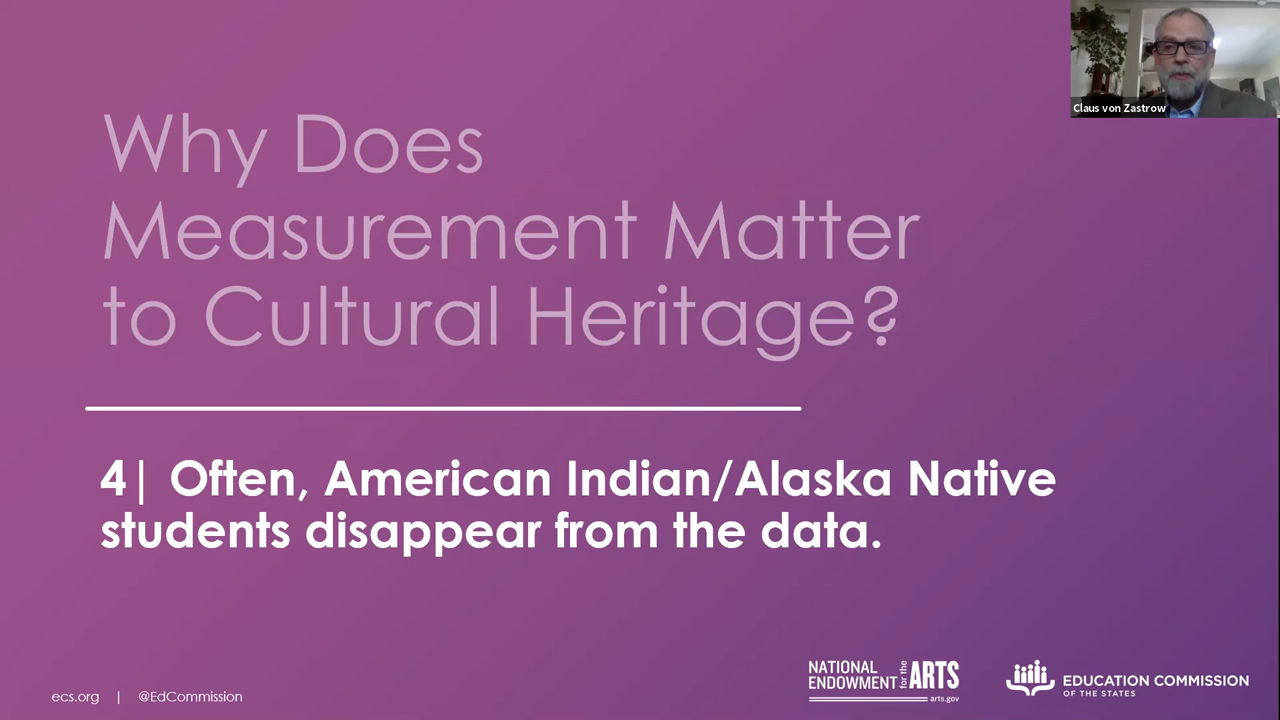 Claus von Zastrow
Why Does
Measurement Matter
to Cultural Heritage?
4| Often, American Indian/Alaska Native
students disappear from the data.
ecs.org | @EdCommission
NATIONAL
ENDOWMENT for the ARTS
arts.gov
EDUCATION COMMISSION
OF THE STATES